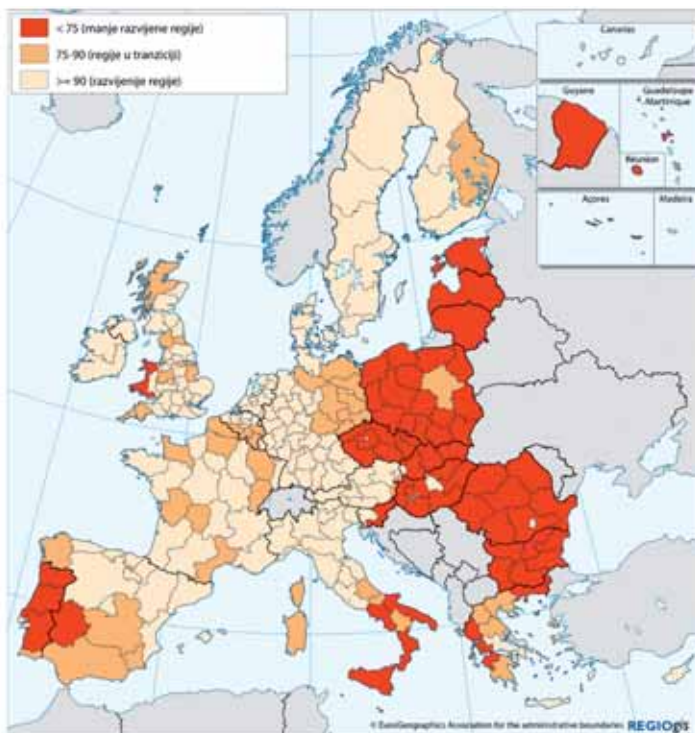 < 75 (manje razvijene regije)
75-90 (regije u tranziciji)
>= 90 (razvijenije regije)
Canarias
Guyane
Guadeloupe
Martinique
Réunion
Açores
Madeira
© EuroGeographics Association for the administrative boundaries REGIOgis